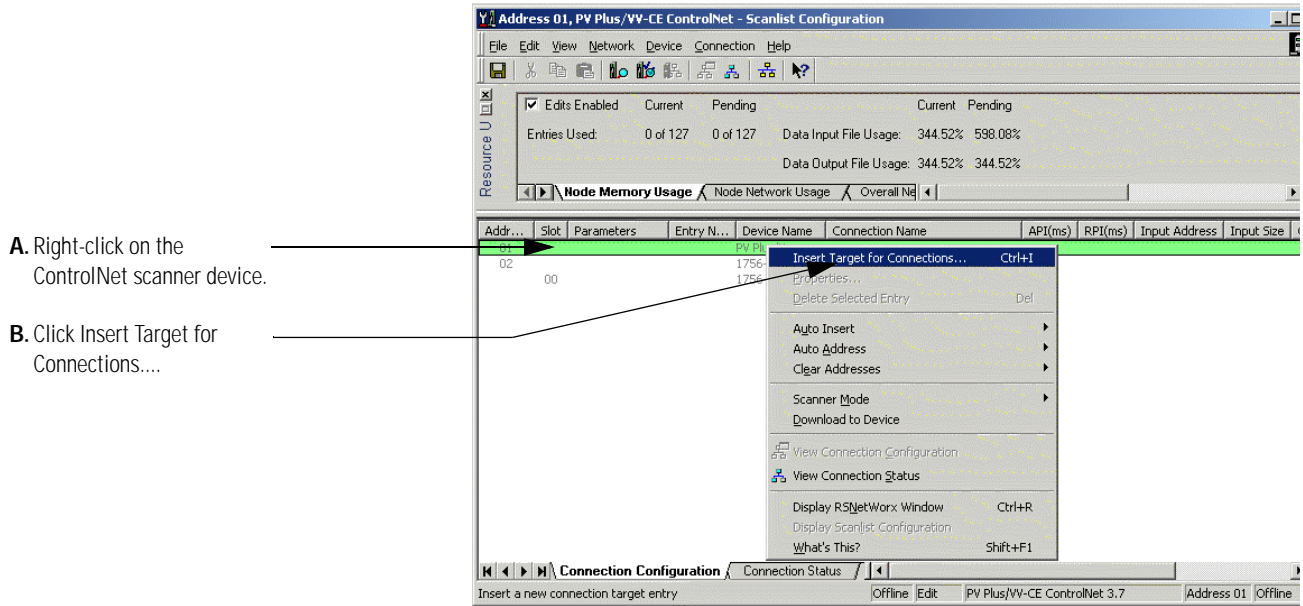 Address 01, PV Plus/VV-CE ControlNet - Scanlist Configuration
File Edit View Network Device Connection Help
Edits Enabled Current Pending Current Pending
Entries Used: 0 of 127 0 of 127 Data Input File Usage: 344.52% 598.08%
Data Output File Usage: 344.52% 344.52%
Resource U
Node Memory Usage Node Network Usage Overall Ne
Addr... Slot Parameters Entry N... Device Name Connection Name API(ms) RPI(ms) Input Address Input Size
01 PV Plu
02 1756-
00 1756
A. Right-click on the
ControlNet scanner device.
B. Click Insert Target for
Connections....
Insert Target for Connections... Ctrl+I
Properties...
Delete Selected Entry Del
Auto Insert
Auto Address
Clear Addresses
Scanner Mode
Download to Device
View Connection Configuration
View Connection Status
Display RSNetWorx Window Ctrl+R
Display Scanlist Configuration
What's This? Shift+F1
Connection Configuration Connection Status
Insert a new connection target entry Offline Edit PV Plus/VV-CE ControlNet 3.7 Address 01 Offline